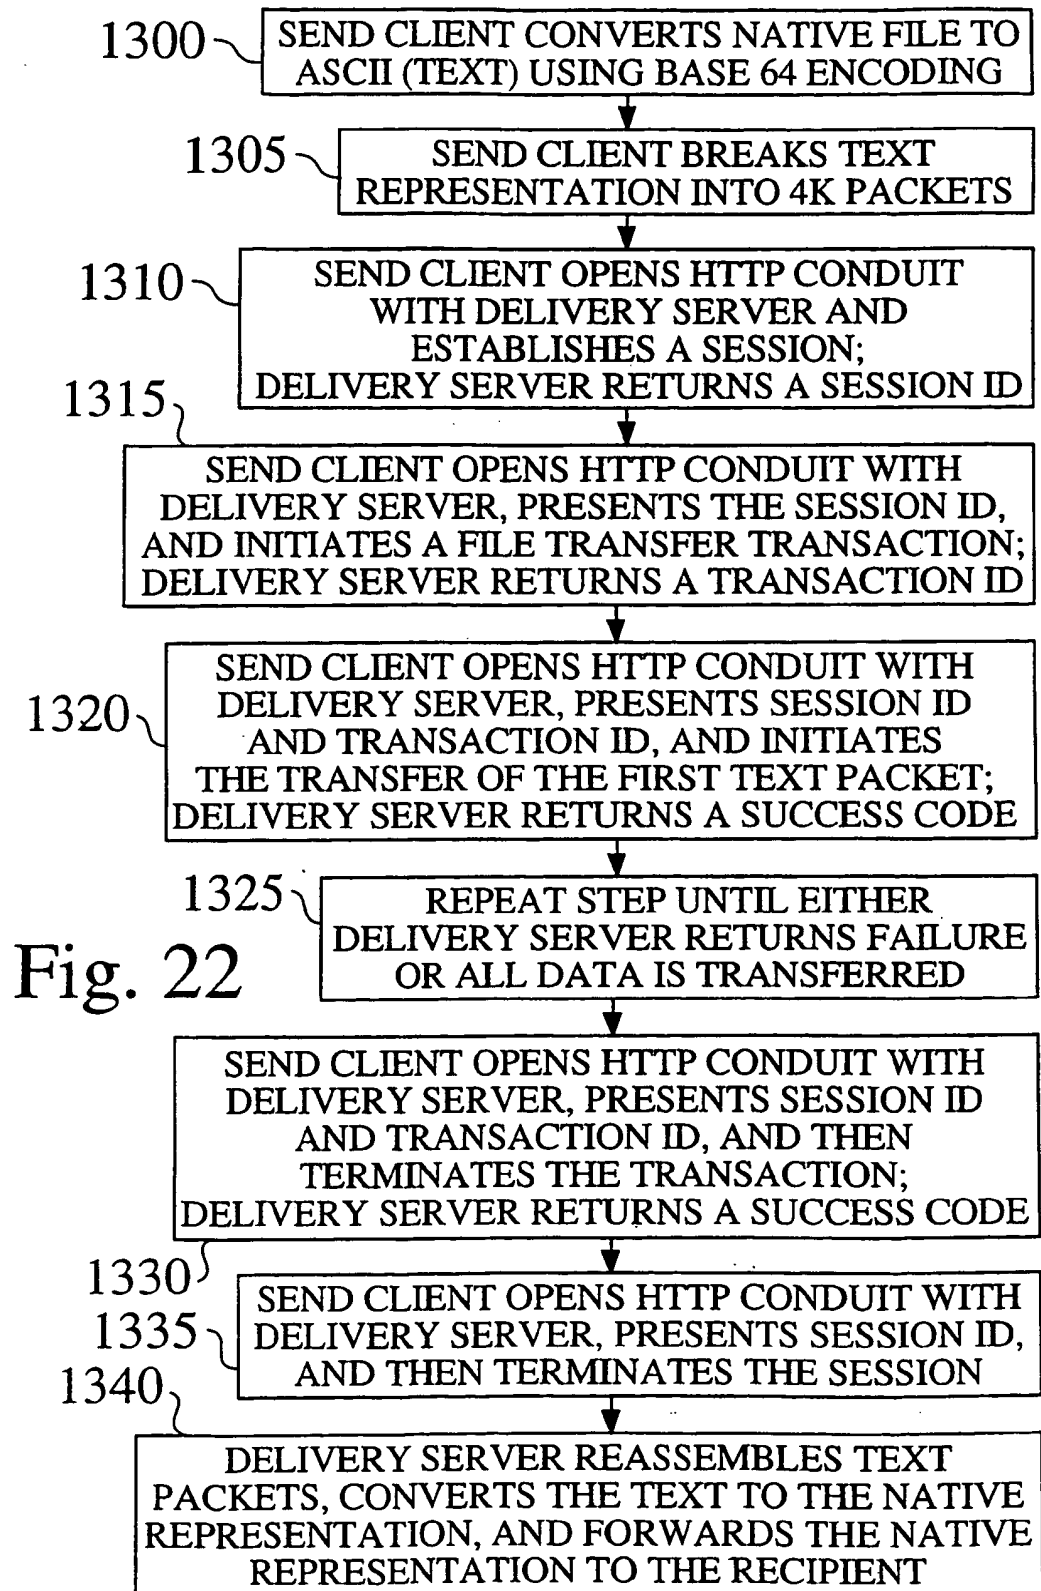 1300
SEND CLIENT CONVERTS NATIVE FILE TO
ASCII (TEXT) USING BASE 64 ENCODING
1305
SEND CLIENT BREAKS TEXT
REPRESENTATION INTO 4K PACKETS
1310
SEND CLIENT OPENS HTTP CONDUIT
WITH DELIVERY SERVER AND
ESTABLISHES A SESSION;
DELIVERY SERVER RETURNS A SESSION ID
1315
SEND CLIENT OPENS HTTP CONDUIT WITH
DELIVERY SERVER, PRESENTS THE SESSION ID,
AND INITIATES A FILE TRANSFER TRANSACTION;
DELIVERY SERVER RETURNS A TRANSACTION ID
1320
SEND CLIENT OPENS HTTP CONDUIT WITH
DELIVERY SERVER, PRESENTS SESSION ID
AND TRANSACTION ID, AND INITIATES
THE TRANSFER OF THE FIRST TEXT PACKET;
DELIVERY SERVER RETURNS A SUCCESS CODE
1325
REPEAT STEP UNTIL EITHER
DELIVERY SERVER RETURNS FAILURE
OR ALL DATA IS TRANSFERRED
Fig. 22
SEND CLIENT OPENS HTTP CONDUIT WITH
DELIVERY SERVER, PRESENTS SESSION ID
AND TRANSACTION ID, AND THEN
TERMINATES THE TRANSACTION;
DELIVERY SERVER RETURNS A SUCCESS CODE
1330
SEND CLIENT OPENS HTTP CONDUIT WITH
DELIVERY SERVER, PRESENTS SESSION ID,
AND THEN TERMINATES THE SESSION
1335
1340
DELIVERY SERVER REASSEMBLES TEXT
PACKETS, CONVERTS THE TEXT TO THE NATIVE
REPRESENTATION, AND FORWARDS THE NATIVE
REPRESENTATION TO THE RECIPIENT